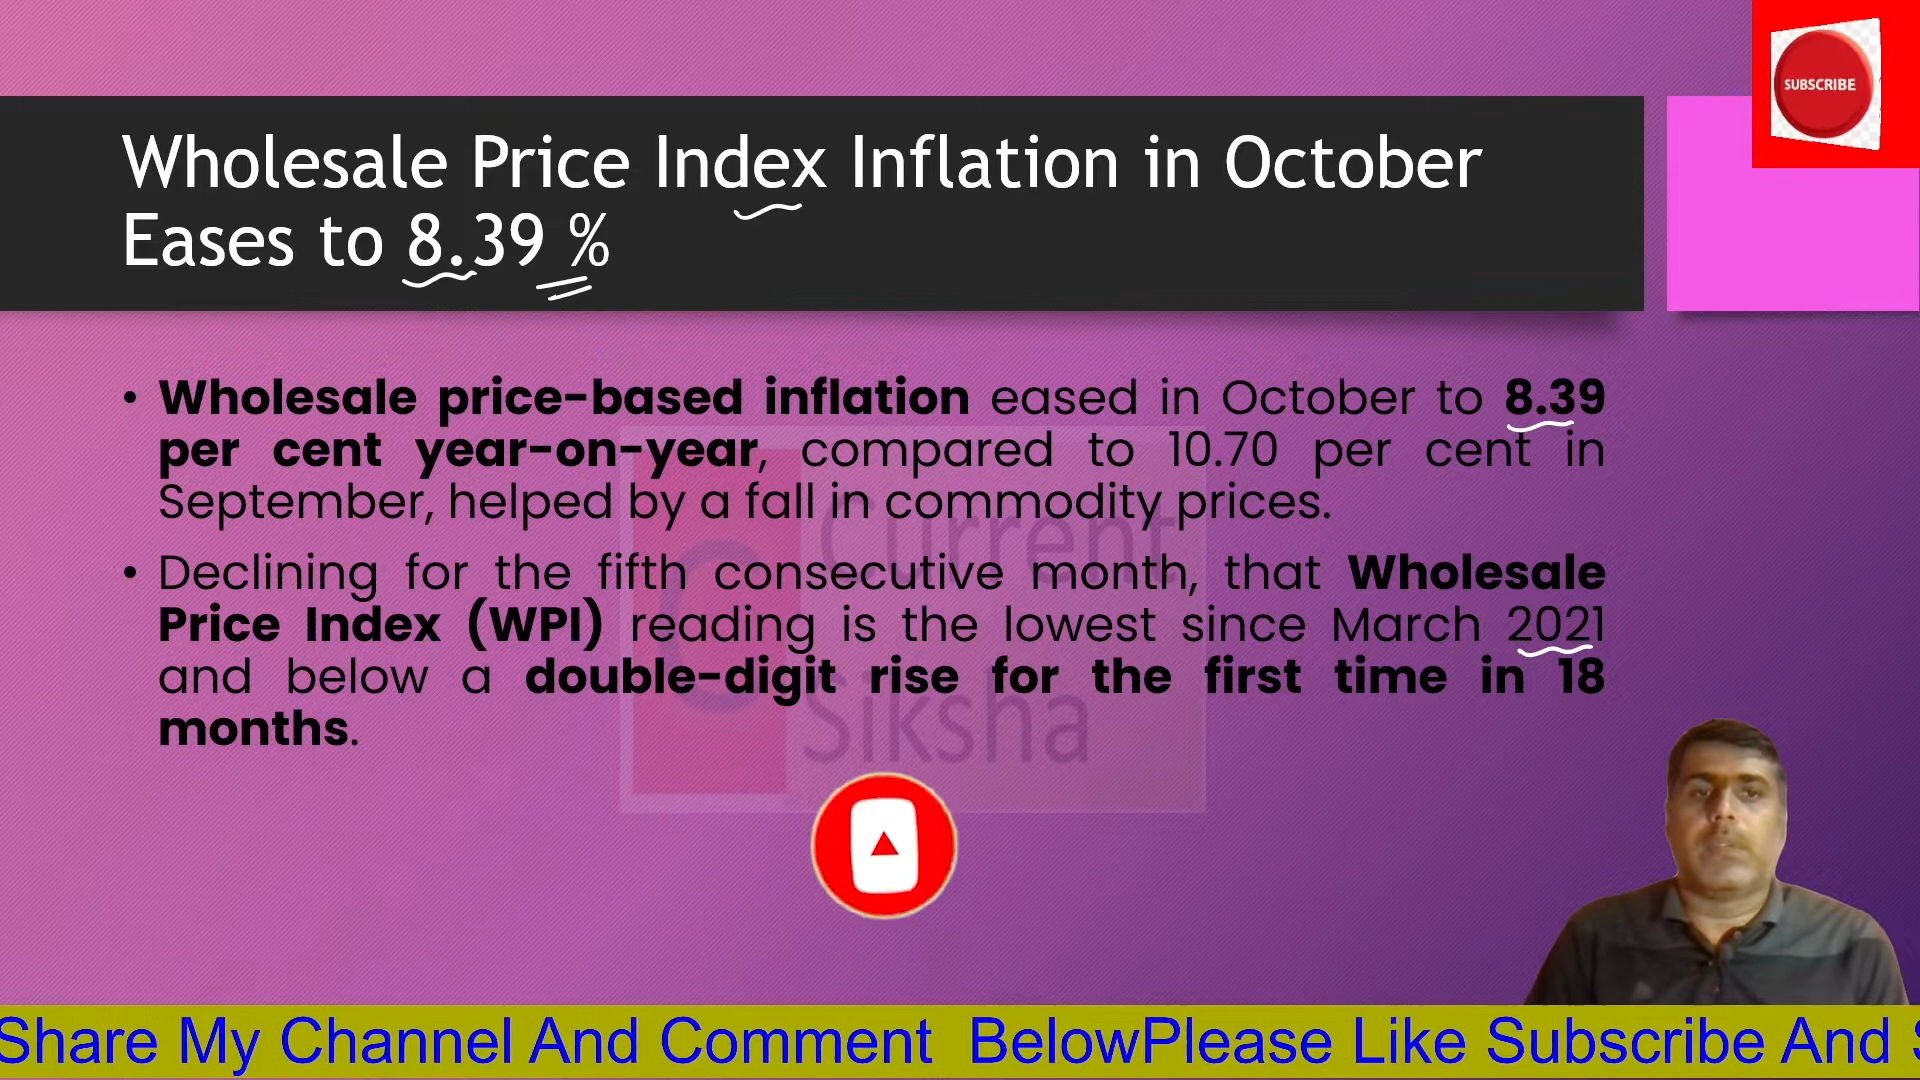 SUBSCRIBE
Wholesale Price Index Inflation in October
Eases to 8.39 %
• Wholesale price-based inflation eased in October to 8.39
per cent year-on-year, compared to 10.70 per cent in
September, helped by a fall in commodity prices.
• Declining for the fifth consecutive month, that Wholesale
Price Index (WPI) reading is the lowest since March 2021
and below a double-digit rise for the first time in 18
months.
Current
Siksha
Share My Channel And Comment BelowPlease Like Subscribe And S